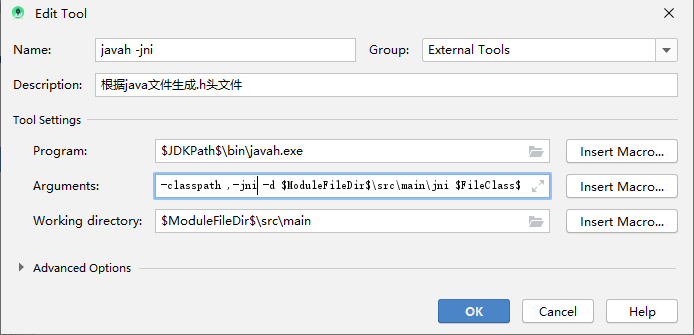 Edit Tool
Name: javah -jni Group: External Tools
Description: 根据java文件生成.h头文件
Tool Settings
Program: $JDKPath$\bin\javah.exe Insert Macro...
Arguments: -classpath .-jni -d $ModuleFileDir$\src\main\jni $FileClass$ Insert Macro...
Working directory: $ModuleFileDir$\src\main Insert Macro...
Advanced Options
OK Cancel Help